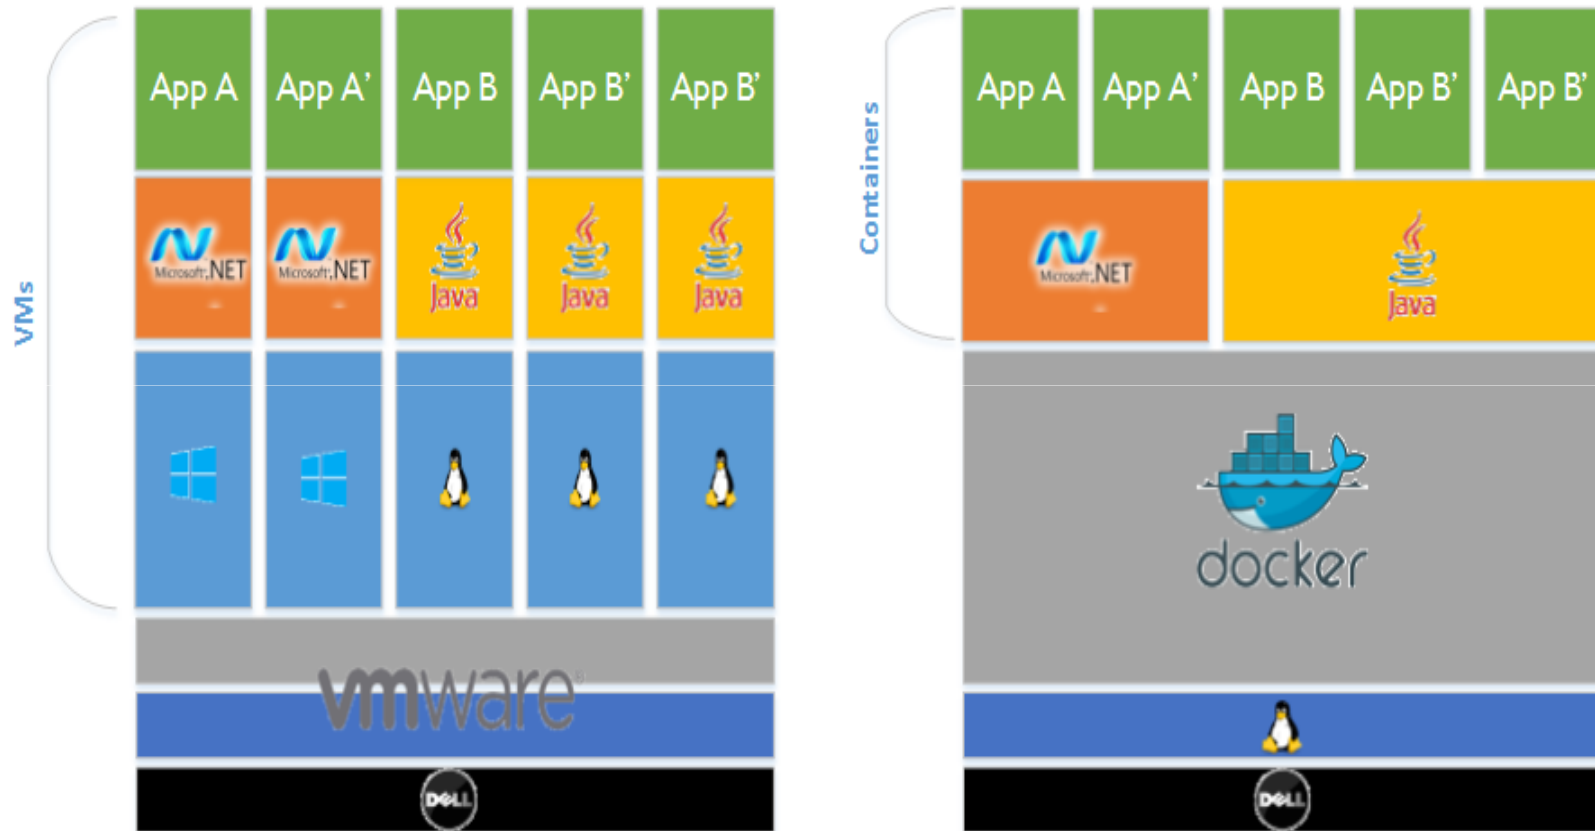 VMs
App A
App A’
App B
App B’
App B’
Microsoft .NET
Microsoft .NET
Java
Java
Java
vmware®
DELL
Containers
App A
App A’
App B
App B’
App B’
Microsoft .NET
Java
docker
DELL